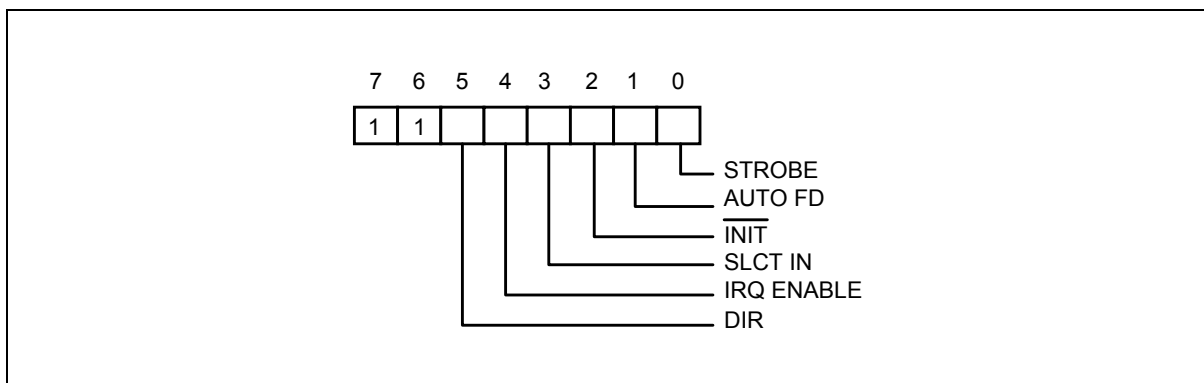 7 6 5 4 3 2 1 0
1 1
STROBE
AUTO FD
INIT
SLCT IN
IRQ ENABLE
DIR